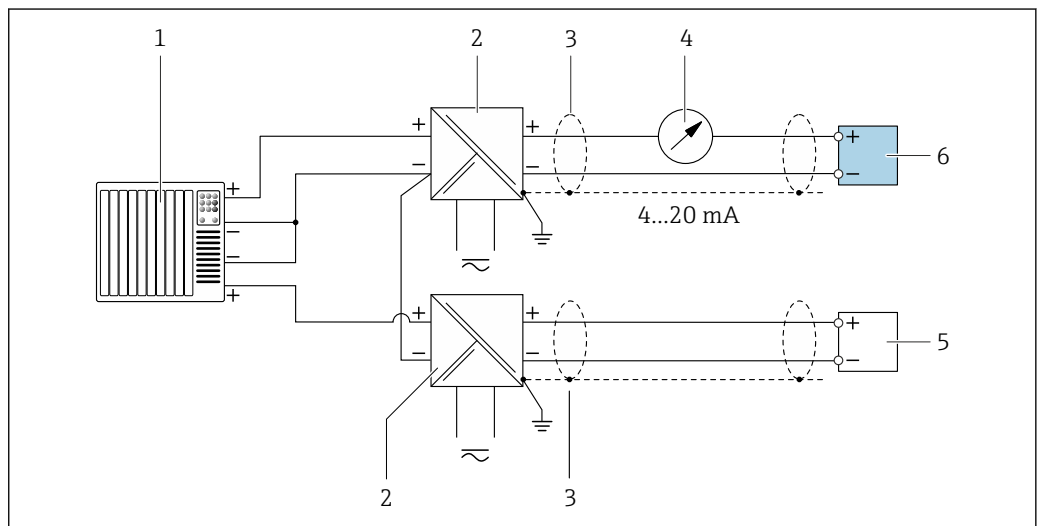 1 2 3 4
+ + +
− − − 6
+ 4...20 mA
−
−
+
+ + +
− − − 5
2 3